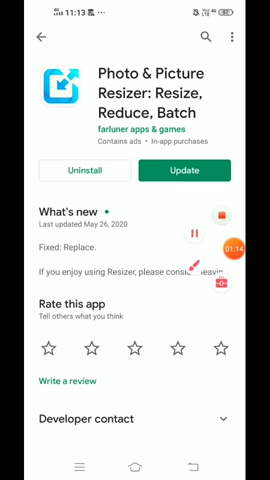 11:13
Photo & Picture
Resizer: Resize,
Reduce, Batch
farluner apps & games
Contains ads • In-app purchases
Uninstall
Update
What's new •
Last updated May 26, 2020
Fixed: Replace.
01:14
If you enjoy using Resizer, please consi
Rate this app
Tell others what you think
Write a review
Developer contact